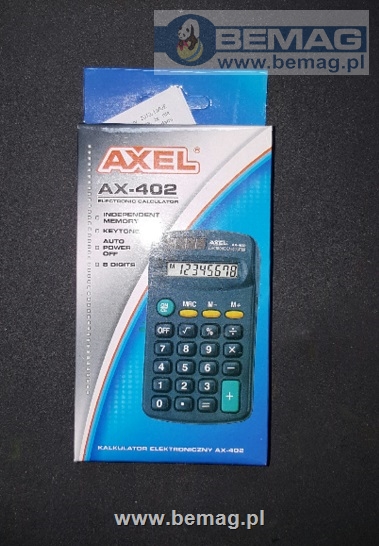 BEMAG
www.bemag.pl
AXEL®
AX-402
ELECTRONIC CALCULATOR
INDEPENDENT
MEMORY
KEYTONE
AUTO
POWER
OFF
8 DIGITS
AXEL
M 12345678
MRC M- M+
OFF √ % ÷
7 8 9 ×
4 5 6 -
1 2 3 +
0 . =
KALKULATOR ELEKTRONICZNY AX-402
www.bemag.pl